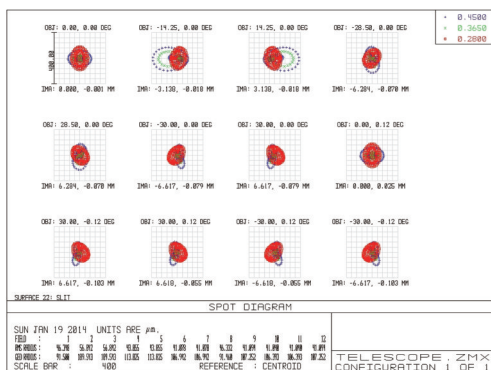 OBJ: 0.00, 0.00 DEG OBJ: -14.25, 0.00 DEG OBJ: 14.25, 0.00 DEG OBJ: -28.50, 0.00 DEG
0.4500
0.3650
0.2800
400.00
IMA: 0.000, -0.001 MM IMA: -3.138, -0.018 MM IMA: 3.138, -0.018 MM IMA: -6.284, -0.070 MM
OBJ: 28.50, 0.00 DEG OBJ: -30.00, 0.00 DEG OBJ: 30.00, 0.00 DEG OBJ: 0.00, 0.12 DEG
IMA: 6.284, -0.070 MM IMA: -6.617, -0.079 MM IMA: 6.617, -0.079 MM IMA: 0.000, 0.025 MM
OBJ: 30.00, -0.12 DEG OBJ: 30.00, 0.12 DEG OBJ: -30.00, 0.12 DEG OBJ: -30.00, -0.12 DEG
IMA: 6.617, -0.103 MM IMA: 6.618, -0.055 MM IMA: -6.618, -0.055 MM IMA: -6.617, -0.103 MM
SURFACE 22: SLIT
SPOT DIAGRAM
SUN JAN 19 2014 UNITS ARE µm.
FIELD : 1 2 3 4 5 6 7 8 9 10 11 12
RMS RADIUS :
GEO RADIUS :
SCALE BAR : 400 REFERENCE : CENTROID
TELESCOPE.ZMX
CONFIGURATION 1 OF 1